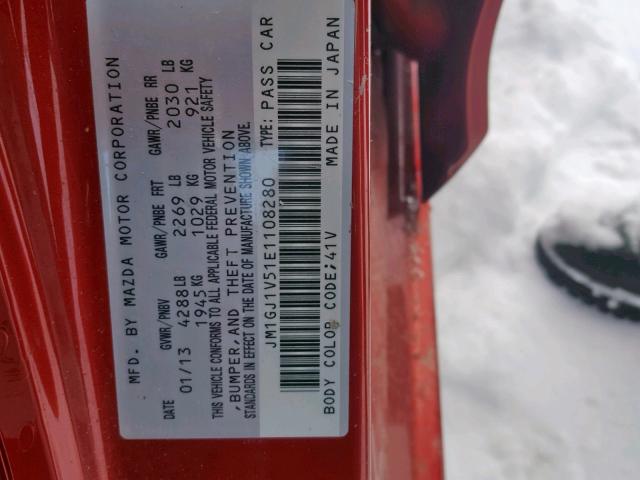 MFD. BY MAZDA MOTOR CORPORATION
DATE GVWR/PNBV GAWR/PNBE FRT GAWR/PNBE RR
01/13 4288LB 2269 LB 2030 LB
1945KG 1029 KG 921 KG
THIS VEHICLE CONFORMS TO ALL APPLICABLE FEDERAL MOTOR VEHICLE SAFETY
,BUMPER,AND THEFT PREVENTION
STANDARDS IN EFFECT ON THE DATE OF MANUFACTURE SHOWN ABOVE.
JM1GJ1V51E1108280 TYPE: PASS CAR
BODY COLOR CODE;41V MADE IN JAPAN